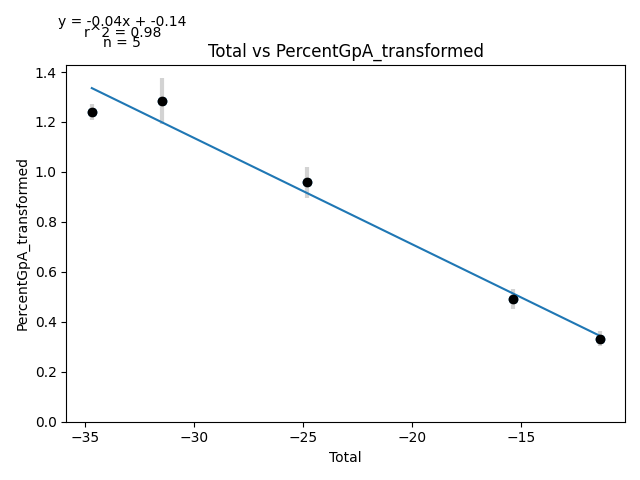 y = -0.04x + -0.14
r^2 = 0.98
n = 5
Total vs PercentGpA_transformed
1.4
1.2
1.0
0.8
0.6
0.4
0.2
0.0
PercentGpA_transformed
−35
−30
−25
−20
−15
Total